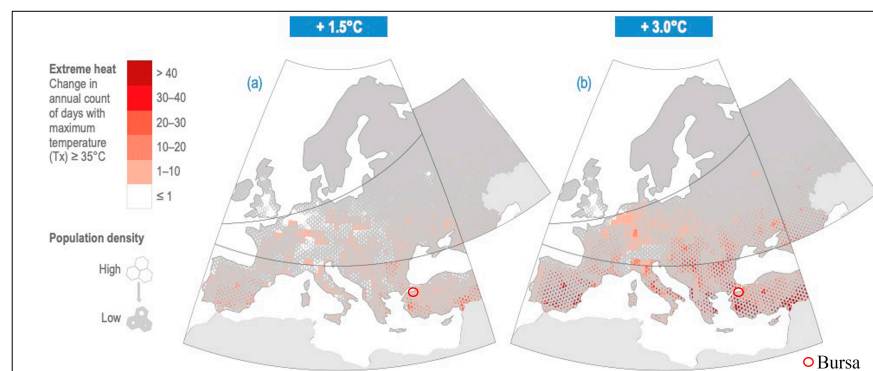 + 1.5°C
+ 3.0°C
Extreme heat
Change in
annual count
of days with
maximum
temperature
(Tx) ≥ 35°C
> 40
30–40
20–30
10–20
1–10
≤ 1
Population density
High
Low
(a)
(b)
Bursa